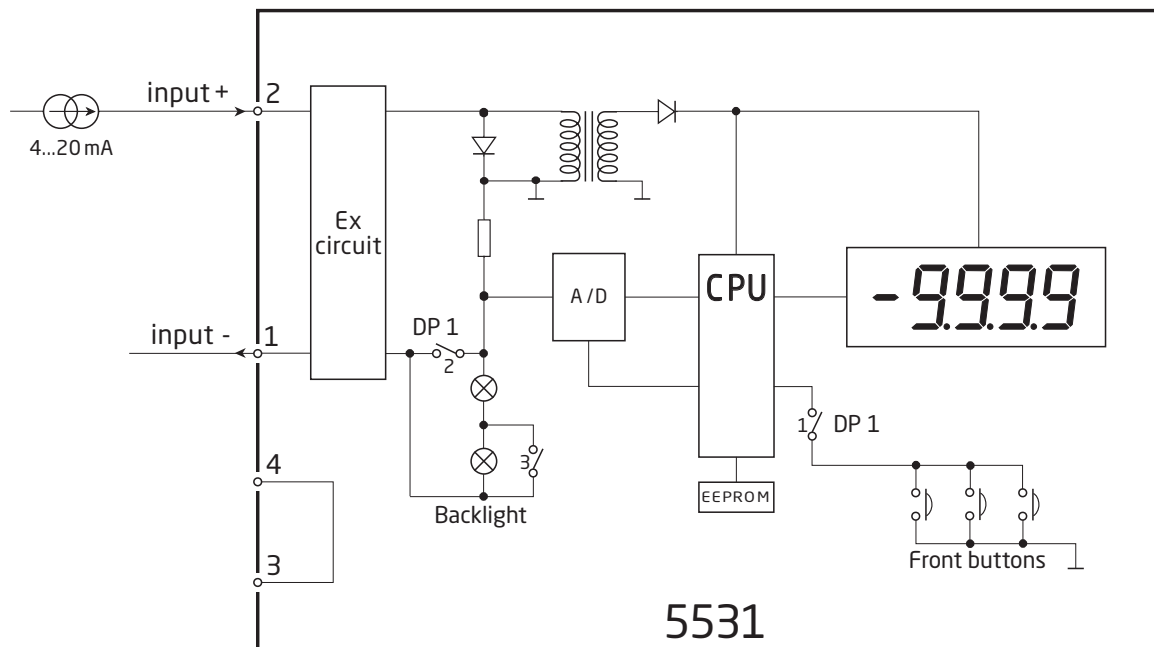 input +
2
4...20 mA
Ex
circuit
A/D
CPU
-9.9.9.9
input -
1
DP 1
2
1
DP 1
3
4
EEPROM
Backlight
Front buttons
3
5531